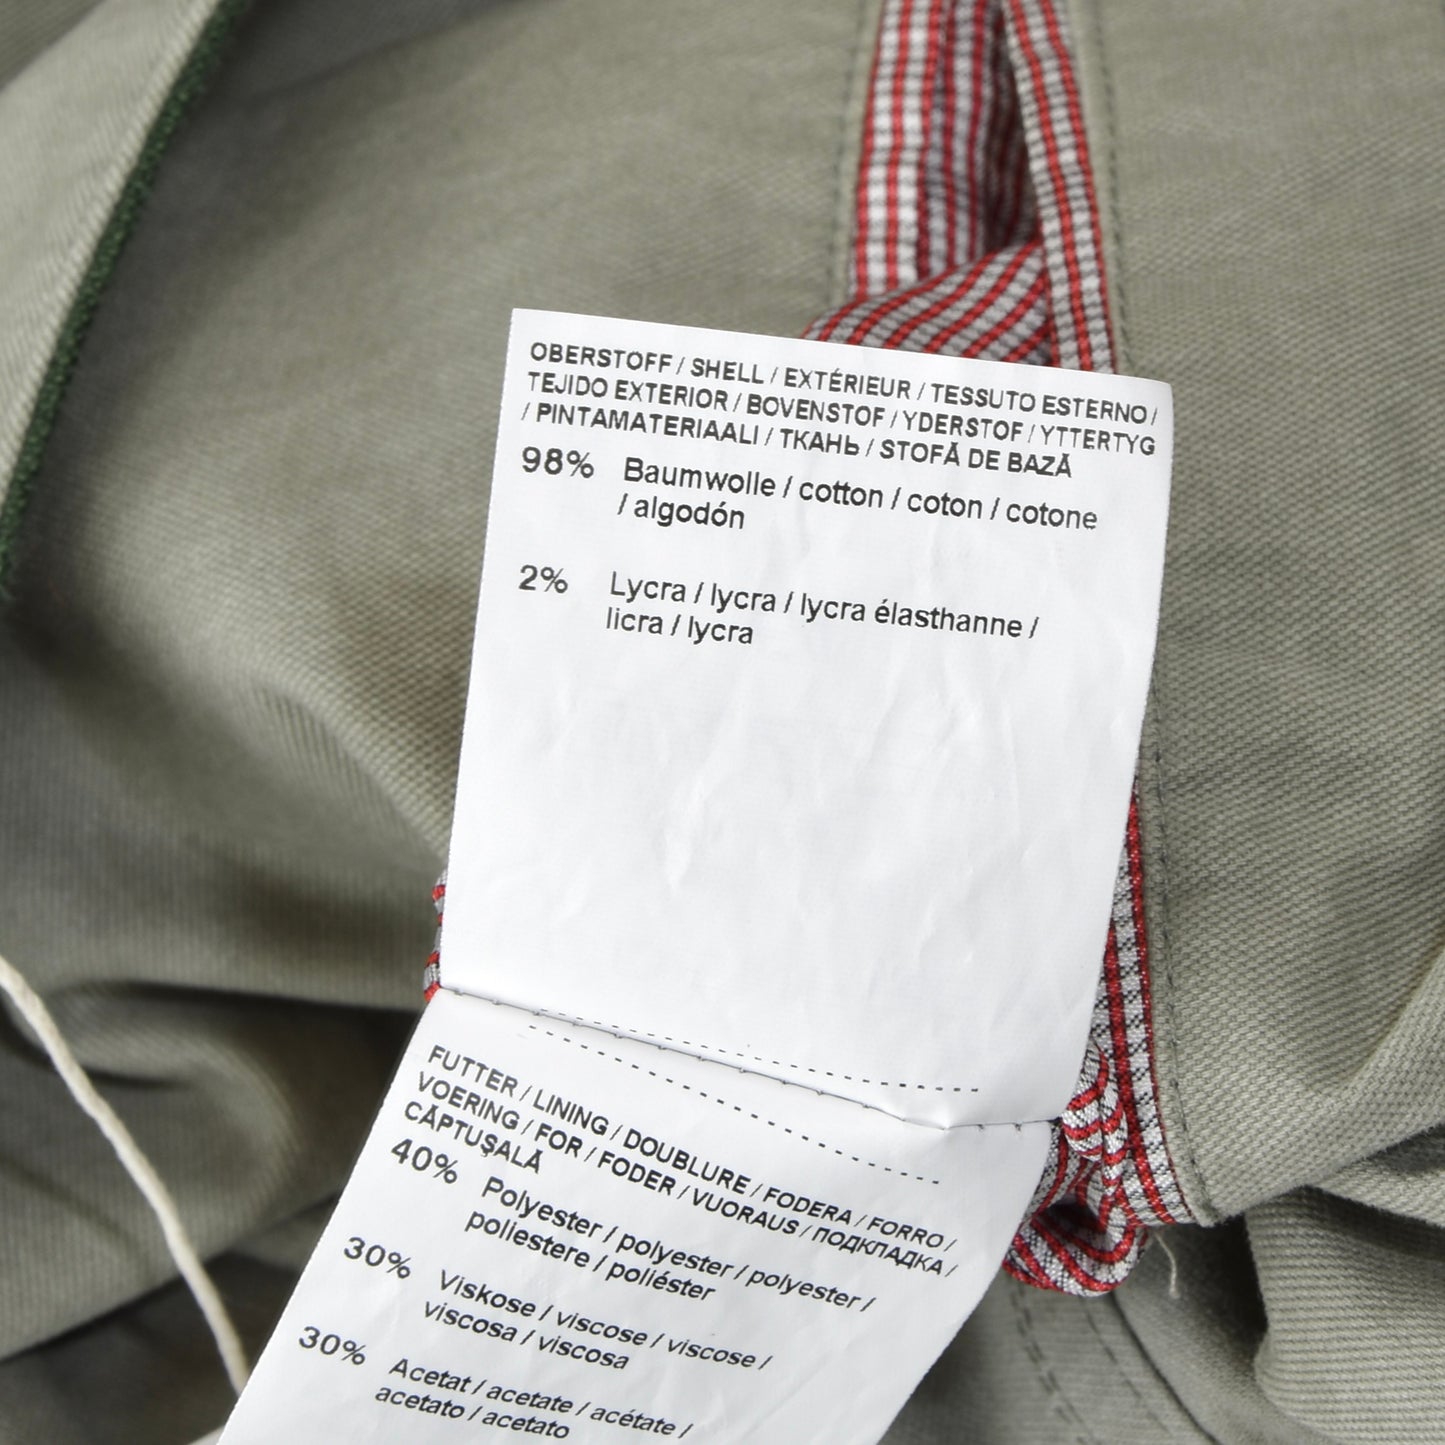 OBERSTOFF / SHELL / EXTÉRIEUR / TESSUTO ESTERNO /
TEJIDO EXTERIOR / BOVENSTOF / YDERSTOF / YTTERTYG
/ PINTAMATERIAALI / ТКАНЬ / STOFĂ DE BAZĂ
98% Baumwolle / cotton / coton / cotone
/ algodón
2% Lycra / lycra / lycra élasthanne /
licra / lycra
FUTTER / LINING / DOUBLURE / FODERA / FORRO /
VOERING / FOR / FODER / VUORAUS / ПОДКЛАДКА /
CĂPTUŞALĂ
40% Polyester / polyester / polyester /
poliestere / poliéster
30% Viskose / viscose / viscose /
viscosa / viscosa
30% Acetat / acetate / acétate /
acetato / acetato